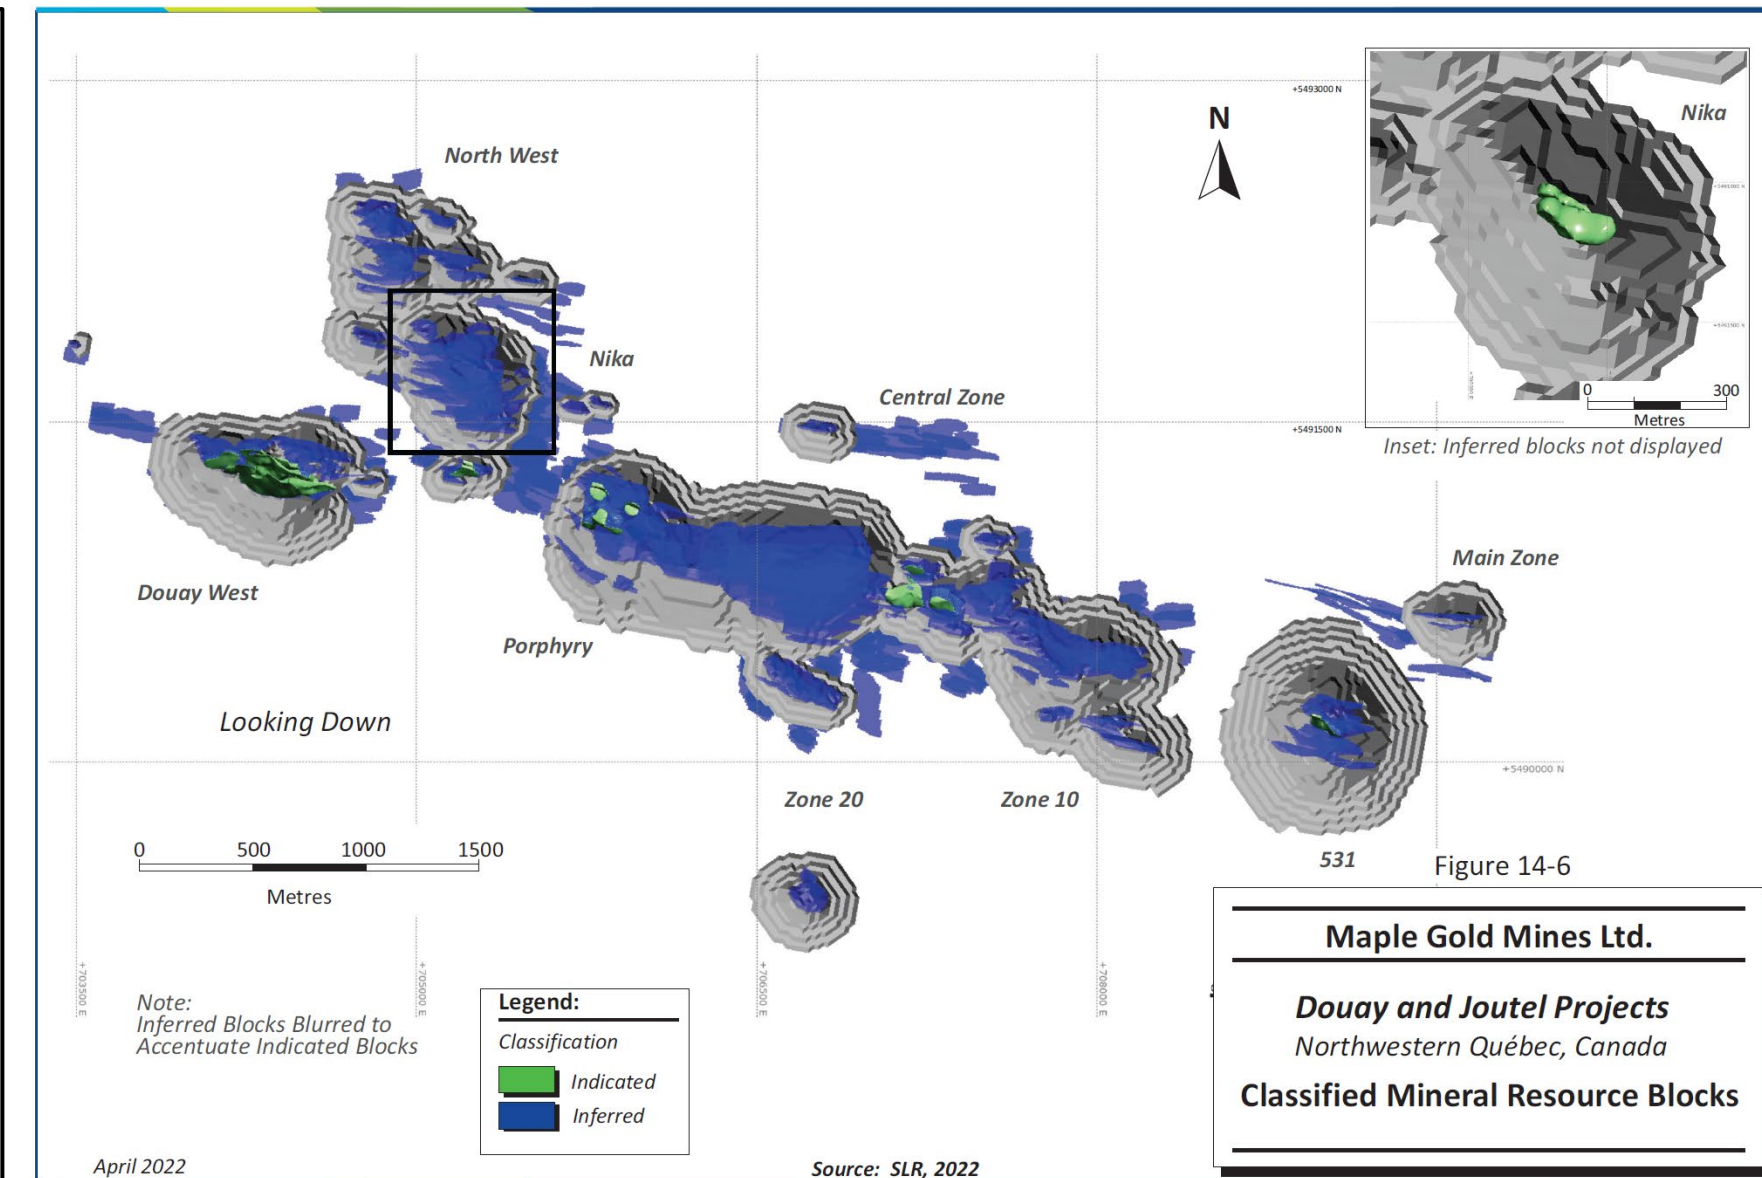 +5493000 N
N
Nika
North West
+5491000 N
Nika
+5491500 N
0 300
Metres
Central Zone
+5491500 N
Inset: Inferred blocks not displayed
Main Zone
Douay West
Porphyry
Looking Down
+5490000 N
Zone 20
Zone 10
0 500 1000 1500
Metres
531
Figure 14-6
Maple Gold Mines Ltd.
Douay and Joutel Projects
Northwestern Québec, Canada
Classified Mineral Resource Blocks
+703500 E
+705000 E
+706500 E
+708000 E
Note:
Inferred Blocks Blurred to
Accentuate Indicated Blocks
Legend:
Classification
Indicated
Inferred
April 2022
Source: SLR, 2022